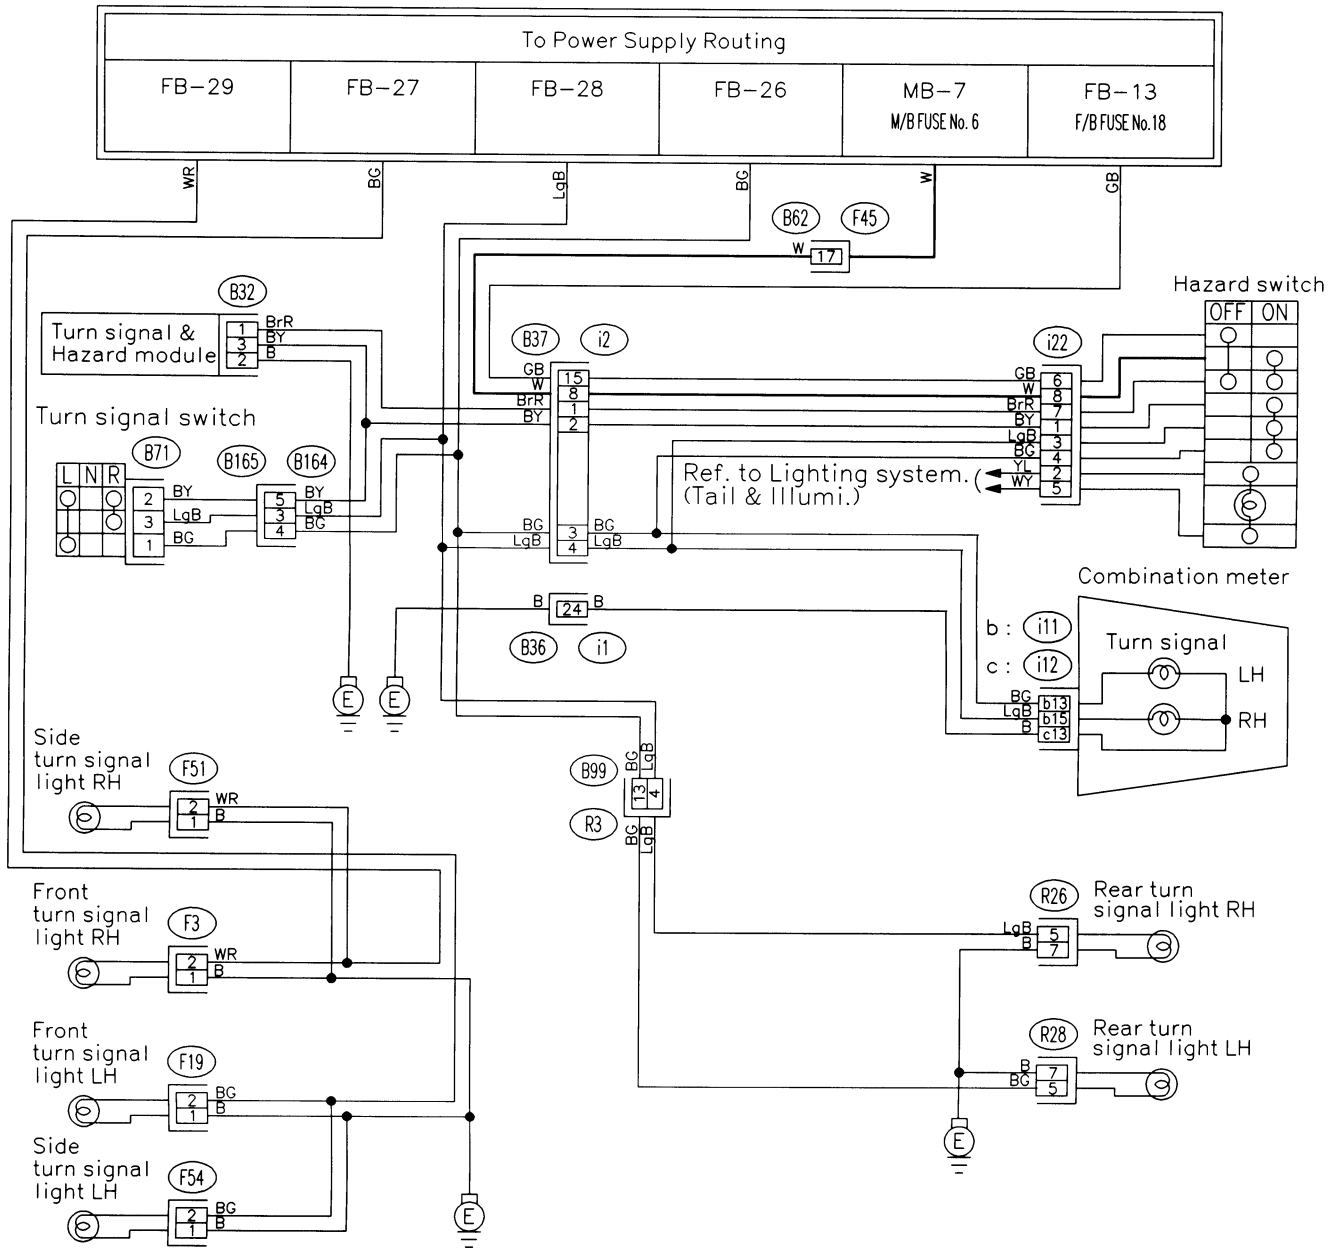 To Power Supply Routing
FB-29 FB-27 FB-28 FB-26 MB-7 FB-13
M/B FUSE No. 6 F/B FUSE No. 18
WR BG LgB BG W GB
B62 F45
W 17
Hazard switch
OFF ON
B32
Turn signal &
Hazard module
1 BrR
3 BY
2 B
B37 i2
i22
GB 15 GB 6
W 8 W 8
BrR 1 BrR 7
BY 2 BY 1
LgB 3
BG 4
YL 2
WY 5
Ref. to Lighting system.
(Tail & Illumi.)
Turn signal switch
B71 B165 B164
L N R
2 BY 5 BY
3 LgB 3 LgB
1 BG 4 BG
BG 3 BG
LgB 4 LgB
B 24 B
B36 i1
Combination meter
b : i11
c : i12
Turn signal
LH
RH
BG b13
LgB b15
B c13
E E
Side
turn signal
light RH
F51
2 WR
1 B
BG LgB
B99
13 4
R3
BG LgB
Front
turn signal
light RH
F3
2 WR
1 B
R26
Rear turn
signal light RH
LgB 5
B 7
Front
turn signal
light LH
F19
2 BG
1 B
R28
Rear turn
signal light LH
B 7
BG 5
E
Side
turn signal
light LH
F54
2 BG
1 B
E